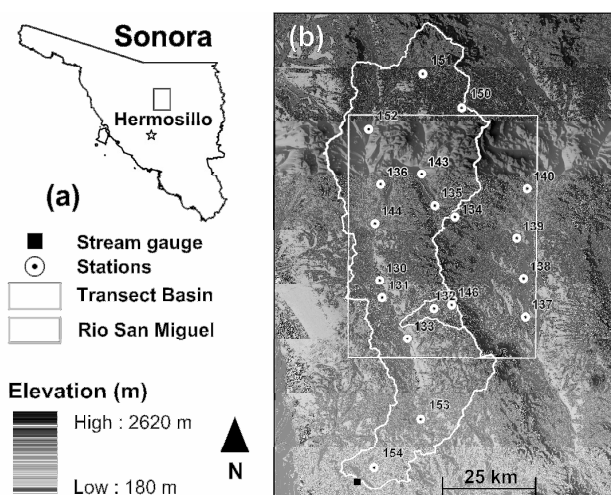 Sonora
Hermosillo
(a)
Stream gauge
Stations
Transect Basin
Rio San Miguel
Elevation (m)
High : 2620 m
Low : 180 m
N
(b)
151
150
152
143
136
140
135
134
144
139
130
138
131
132 146
137
133
153
154
25 km